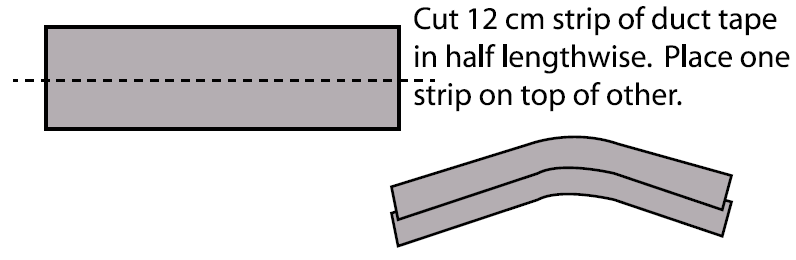 Cut 12 cm strip of duct tape
in half lengthwise. Place one
strip on top of other.